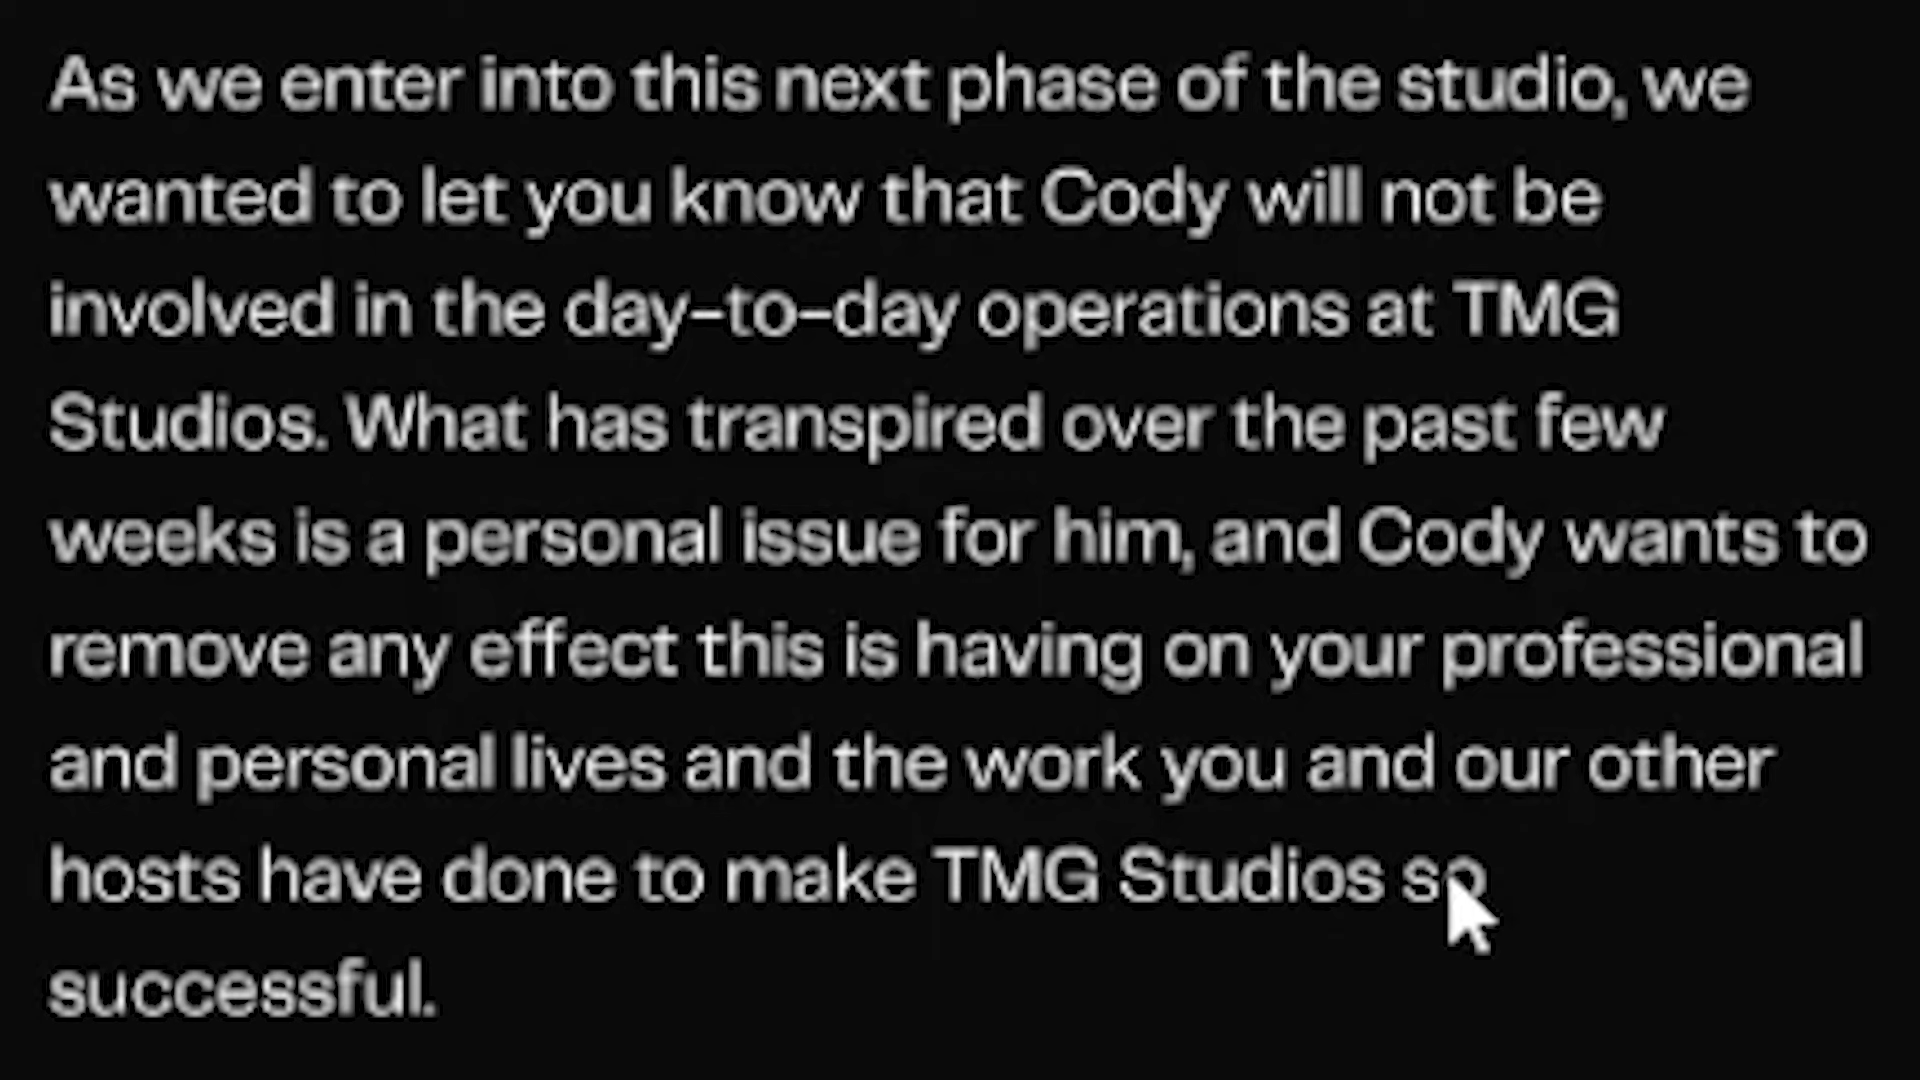 As we enter into this next phase of the studio, we
wanted to let you know that Cody will not be
involved in the day-to-day operations at TMG
Studios. What has transpired over the past few
weeks is a personal issue for him, and Cody wants to
remove any effect this is having on your professional
and personal lives and the work you and our other
hosts have done to make TMG Studios so
successful.